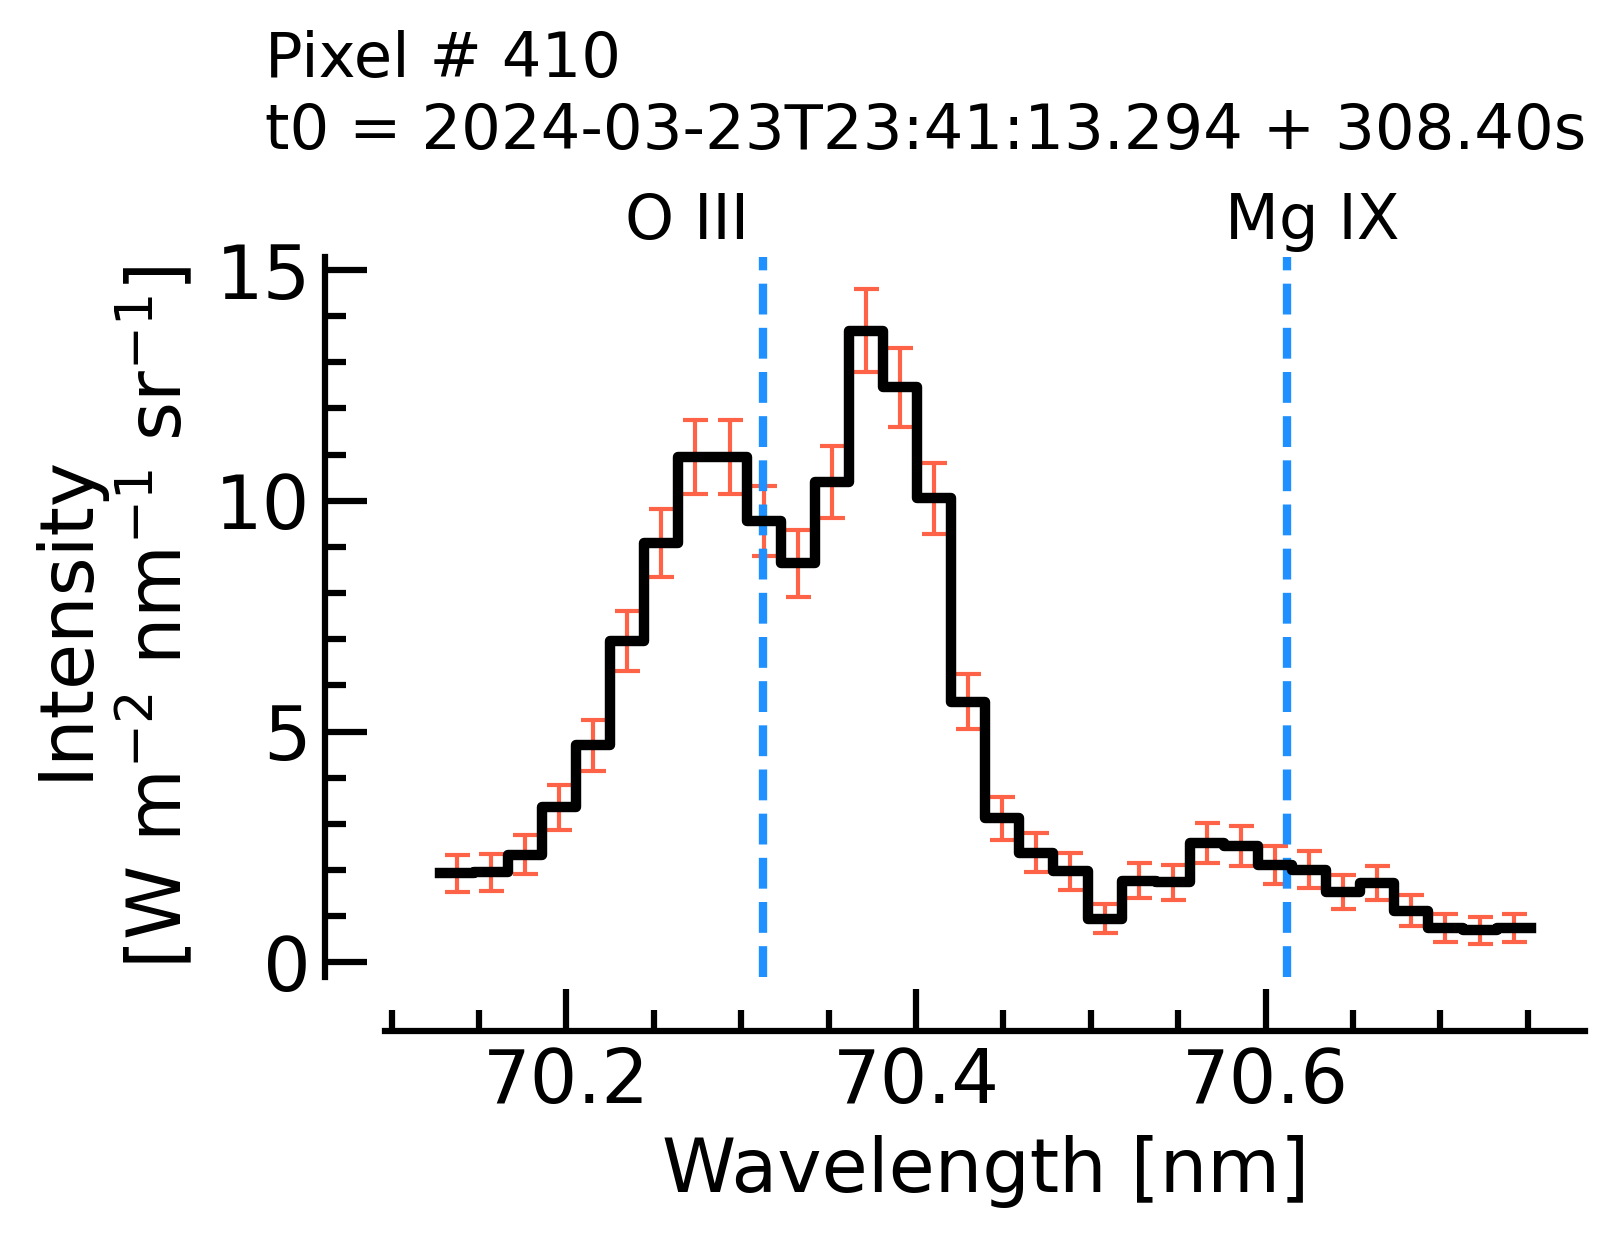 Pixel # 410
t0 = 2024-03-23T23:41:13.294 + 308.40s
O III Mg IX
15
10
5
0
Intensity
[W m⁻² nm⁻¹ sr⁻¹]
70.2 70.4 70.6
Wavelength [nm]